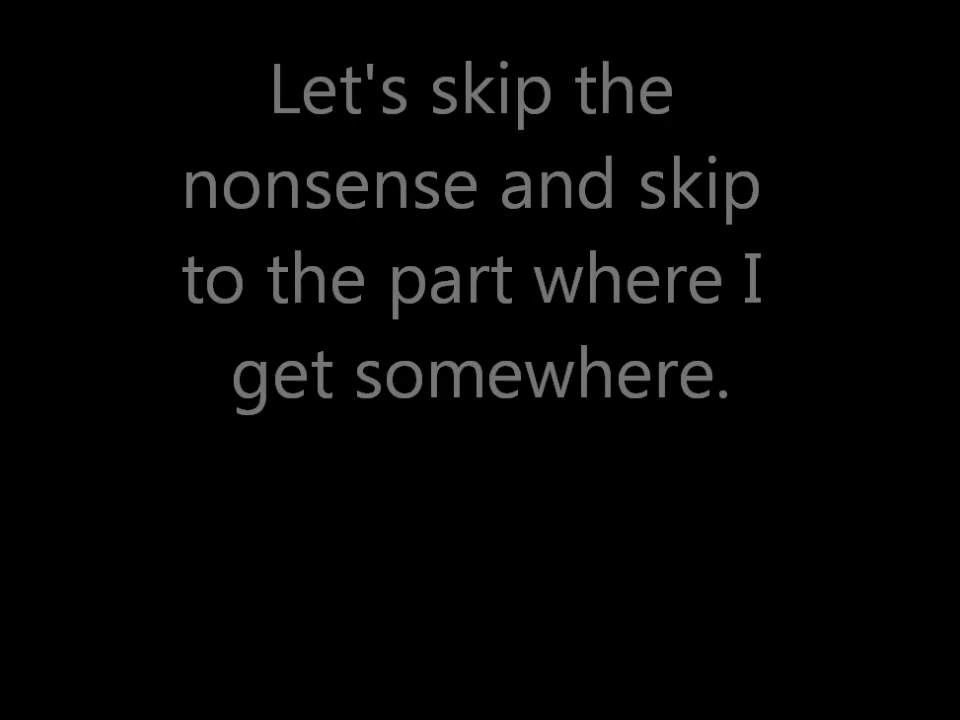 Let's skip the
nonsense and skip
to the part where I
get somewhere.